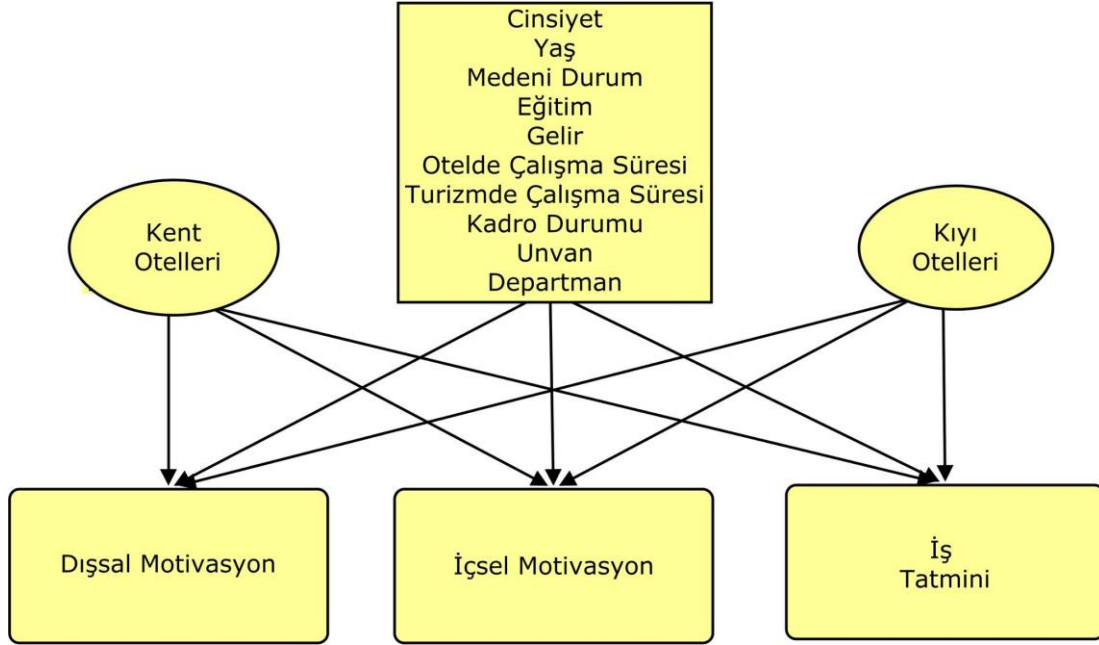 Cinsiyet
Yaş
Medeni Durum
Eğitim
Gelir
Otelde Çalışma Süresi
Turizmde Çalışma Süresi
Kadro Durumu
Unvan
Departman
Kent
Otelleri
Kıyı
Otelleri
Dışsal Motivasyon
İçsel Motivasyon
İş
Tatmini